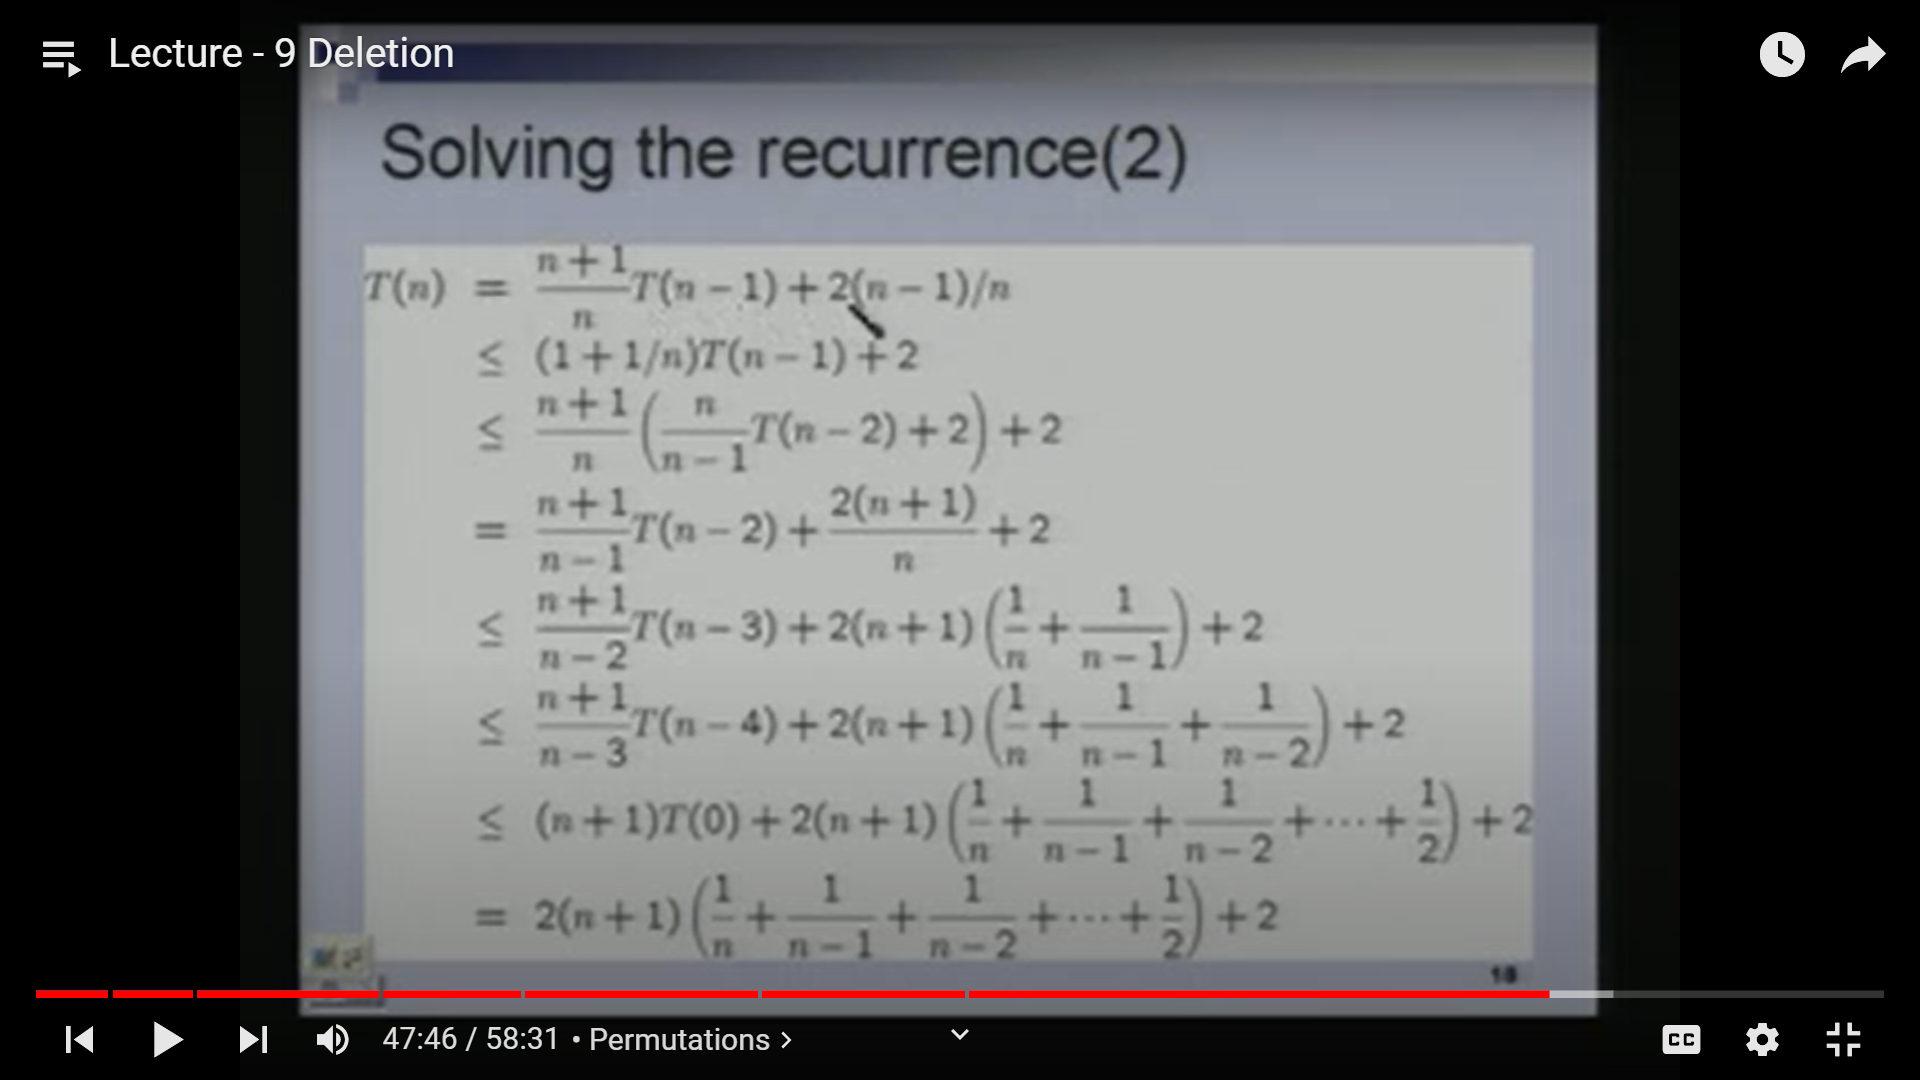 Lecture - 9 Deletion
Solving the recurrence(2)
T(n) = \frac{n+1}{n}T(n-1)+2(n-1)/n
≤ (1+1/n)T(n-1)+2
≤ \frac{n+1}{n}\left(\frac{n}{n-1}T(n-2)+2\right)+2
= \frac{n+1}{n-1}T(n-2)+\frac{2(n+1)}{n}+2
≤ \frac{n+1}{n-2}T(n-3)+2(n+1)\left(\frac{1}{n}+\frac{1}{n-1}\right)+2
≤ \frac{n+1}{n-3}T(n-4)+2(n+1)\left(\frac{1}{n}+\frac{1}{n-1}+\frac{1}{n-2}\right)+2
≤ (n+1)T(0)+2(n+1)\left(\frac{1}{n}+\frac{1}{n-1}+\frac{1}{n-2}+\cdots+\frac{1}{2}\right)+2
= 2(n+1)\left(\frac{1}{n}+\frac{1}{n-1}+\frac{1}{n-2}+\cdots+\frac{1}{2}\right)+2
18
47:46 / 58:31 • Permutations >
CC